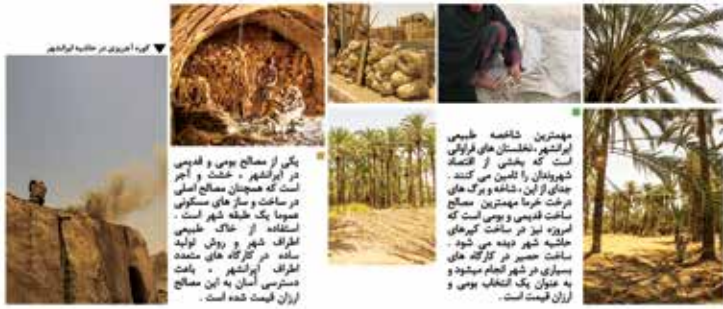 ▼ کوره آجرپزی در حاشیه ایرانشهر
مهمترین شاخصه طبیعی
ایرانشهر ، نخلستان های فراوانی
است که بخشی از اقتصاد
شهروندان را تامین می کنند .
جدای از این ، شاخه و برگ های
درخت خرما مهمترین مصالح
ساخت قدیمی و بومی است که
امروزه نیز در ساخت کپرهای
حاشیه شهر دیده می شود .
ساخت حصیر در کارگاه های
بسیاری در شهر انجام میشود و
به عنوان یک انتخاب بومی و
ارزان قیمت است .
یکی از مصالح بومی و قدیمی
در ایرانشهر ، خشت و آجر
است که همچنان مصالح اصلی
در ساخت و ساز های مسکونی
عموما یک طبقه شهر است .
استفاده از خاک طبیعی
اطراف شهر و روش تولید
ساده در کارگاه های متعدد
اطراف ایرانشهر ، باعث
دسترسی آسان به این مصالح
ارزان قیمت شده است .